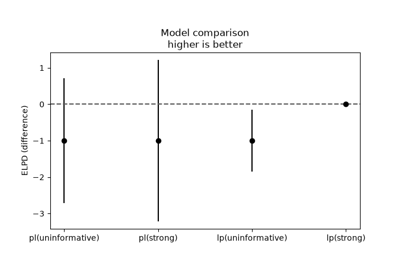 Model comparison
higher is better
ELPD (difference)
1
0
−1
−2
−3
pl(uninformative)
pl(strong)
lp(uninformative)
lp(strong)